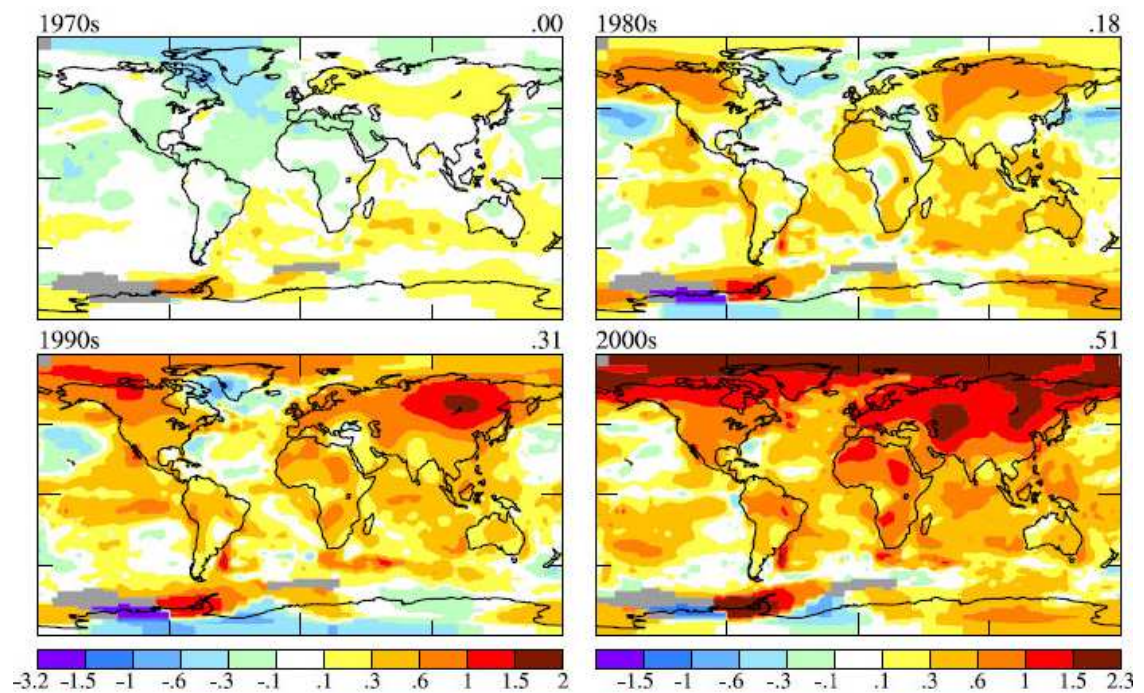 1970s .00
1980s .18
1990s .31
2000s .51
-3.2 -1.5 -1 -.6 -.3 -.1 .1 .3 .6 1 1.5 2
-1.5 -1 -.6 -.3 -.1 .1 .3 .6 1 1.5 2.3